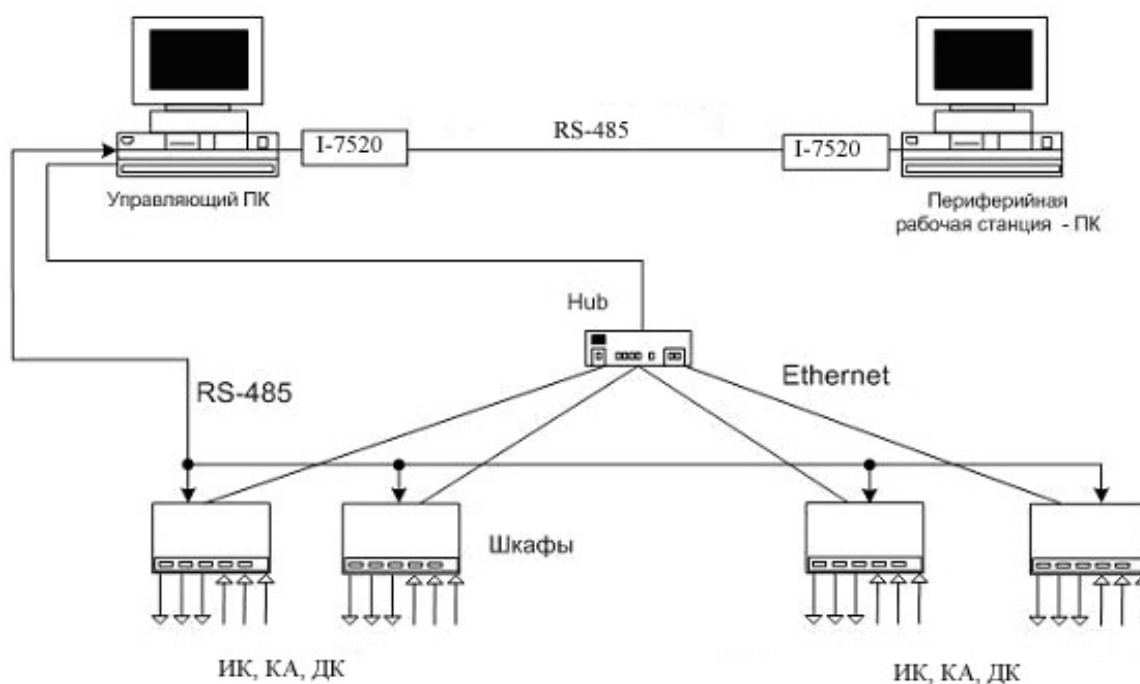 RS-485
I-7520
I-7520
Управляющий ПК
Периферийная
рабочая станция - ПК
Hub
Ethernet
RS-485
Шкафы
ИК, КА, ДК
ИК, КА, ДК